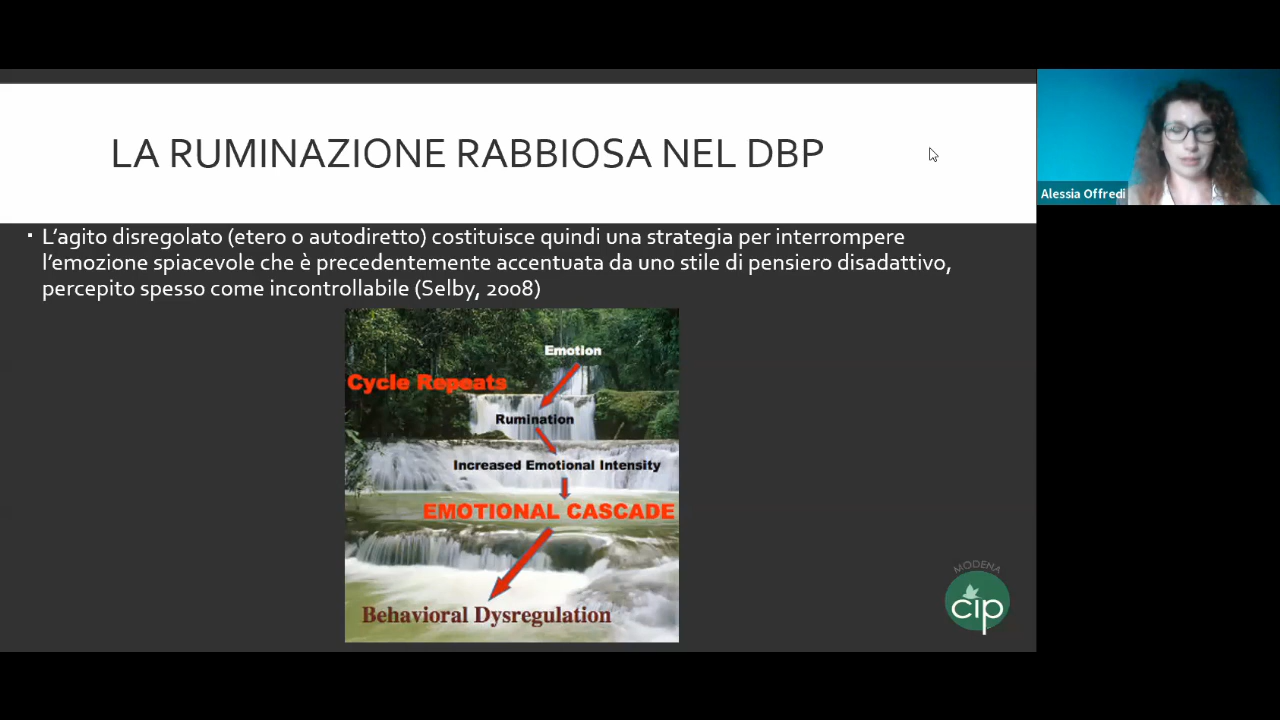 LA RUMINAZIONE RABBIOSA NEL DBP
Alessia Offredi
▪ L'agito disregolato (etero o autodiretto) costituisce quindi una strategia per interrompere
l'emozione spiacevole che è precedentemente accentuata da uno stile di pensiero disadattivo,
percepito spesso come incontrollabile (Selby, 2008)
Emotion
Cycle Repeats
Rumination
Increased Emotional Intensity
EMOTIONAL CASCADE
Behavioral Dysregulation
MODENA
cip